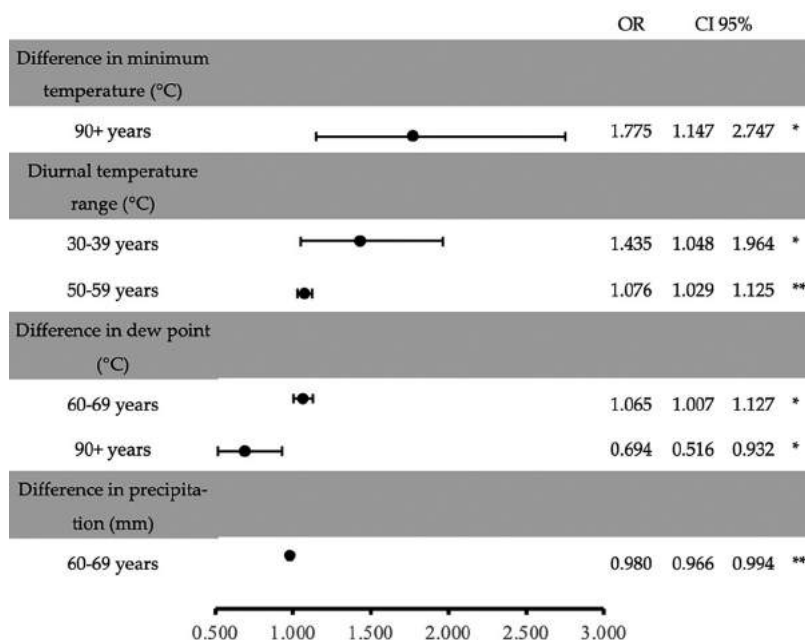 OR CI 95%
Difference in minimum
temperature (°C)
90+ years 1.775 1.147 2.747 *
Diurnal temperature
range (°C)
30-39 years 1.435 1.048 1.964 *
50-59 years 1.076 1.029 1.125 **
Difference in dew point
(°C)
60-69 years 1.065 1.007 1.127 *
90+ years 0.694 0.516 0.932 *
Difference in precipita-
tion (mm)
60-69 years 0.980 0.966 0.994 **
0.500 1.000 1.500 2.000 2.500 3.000